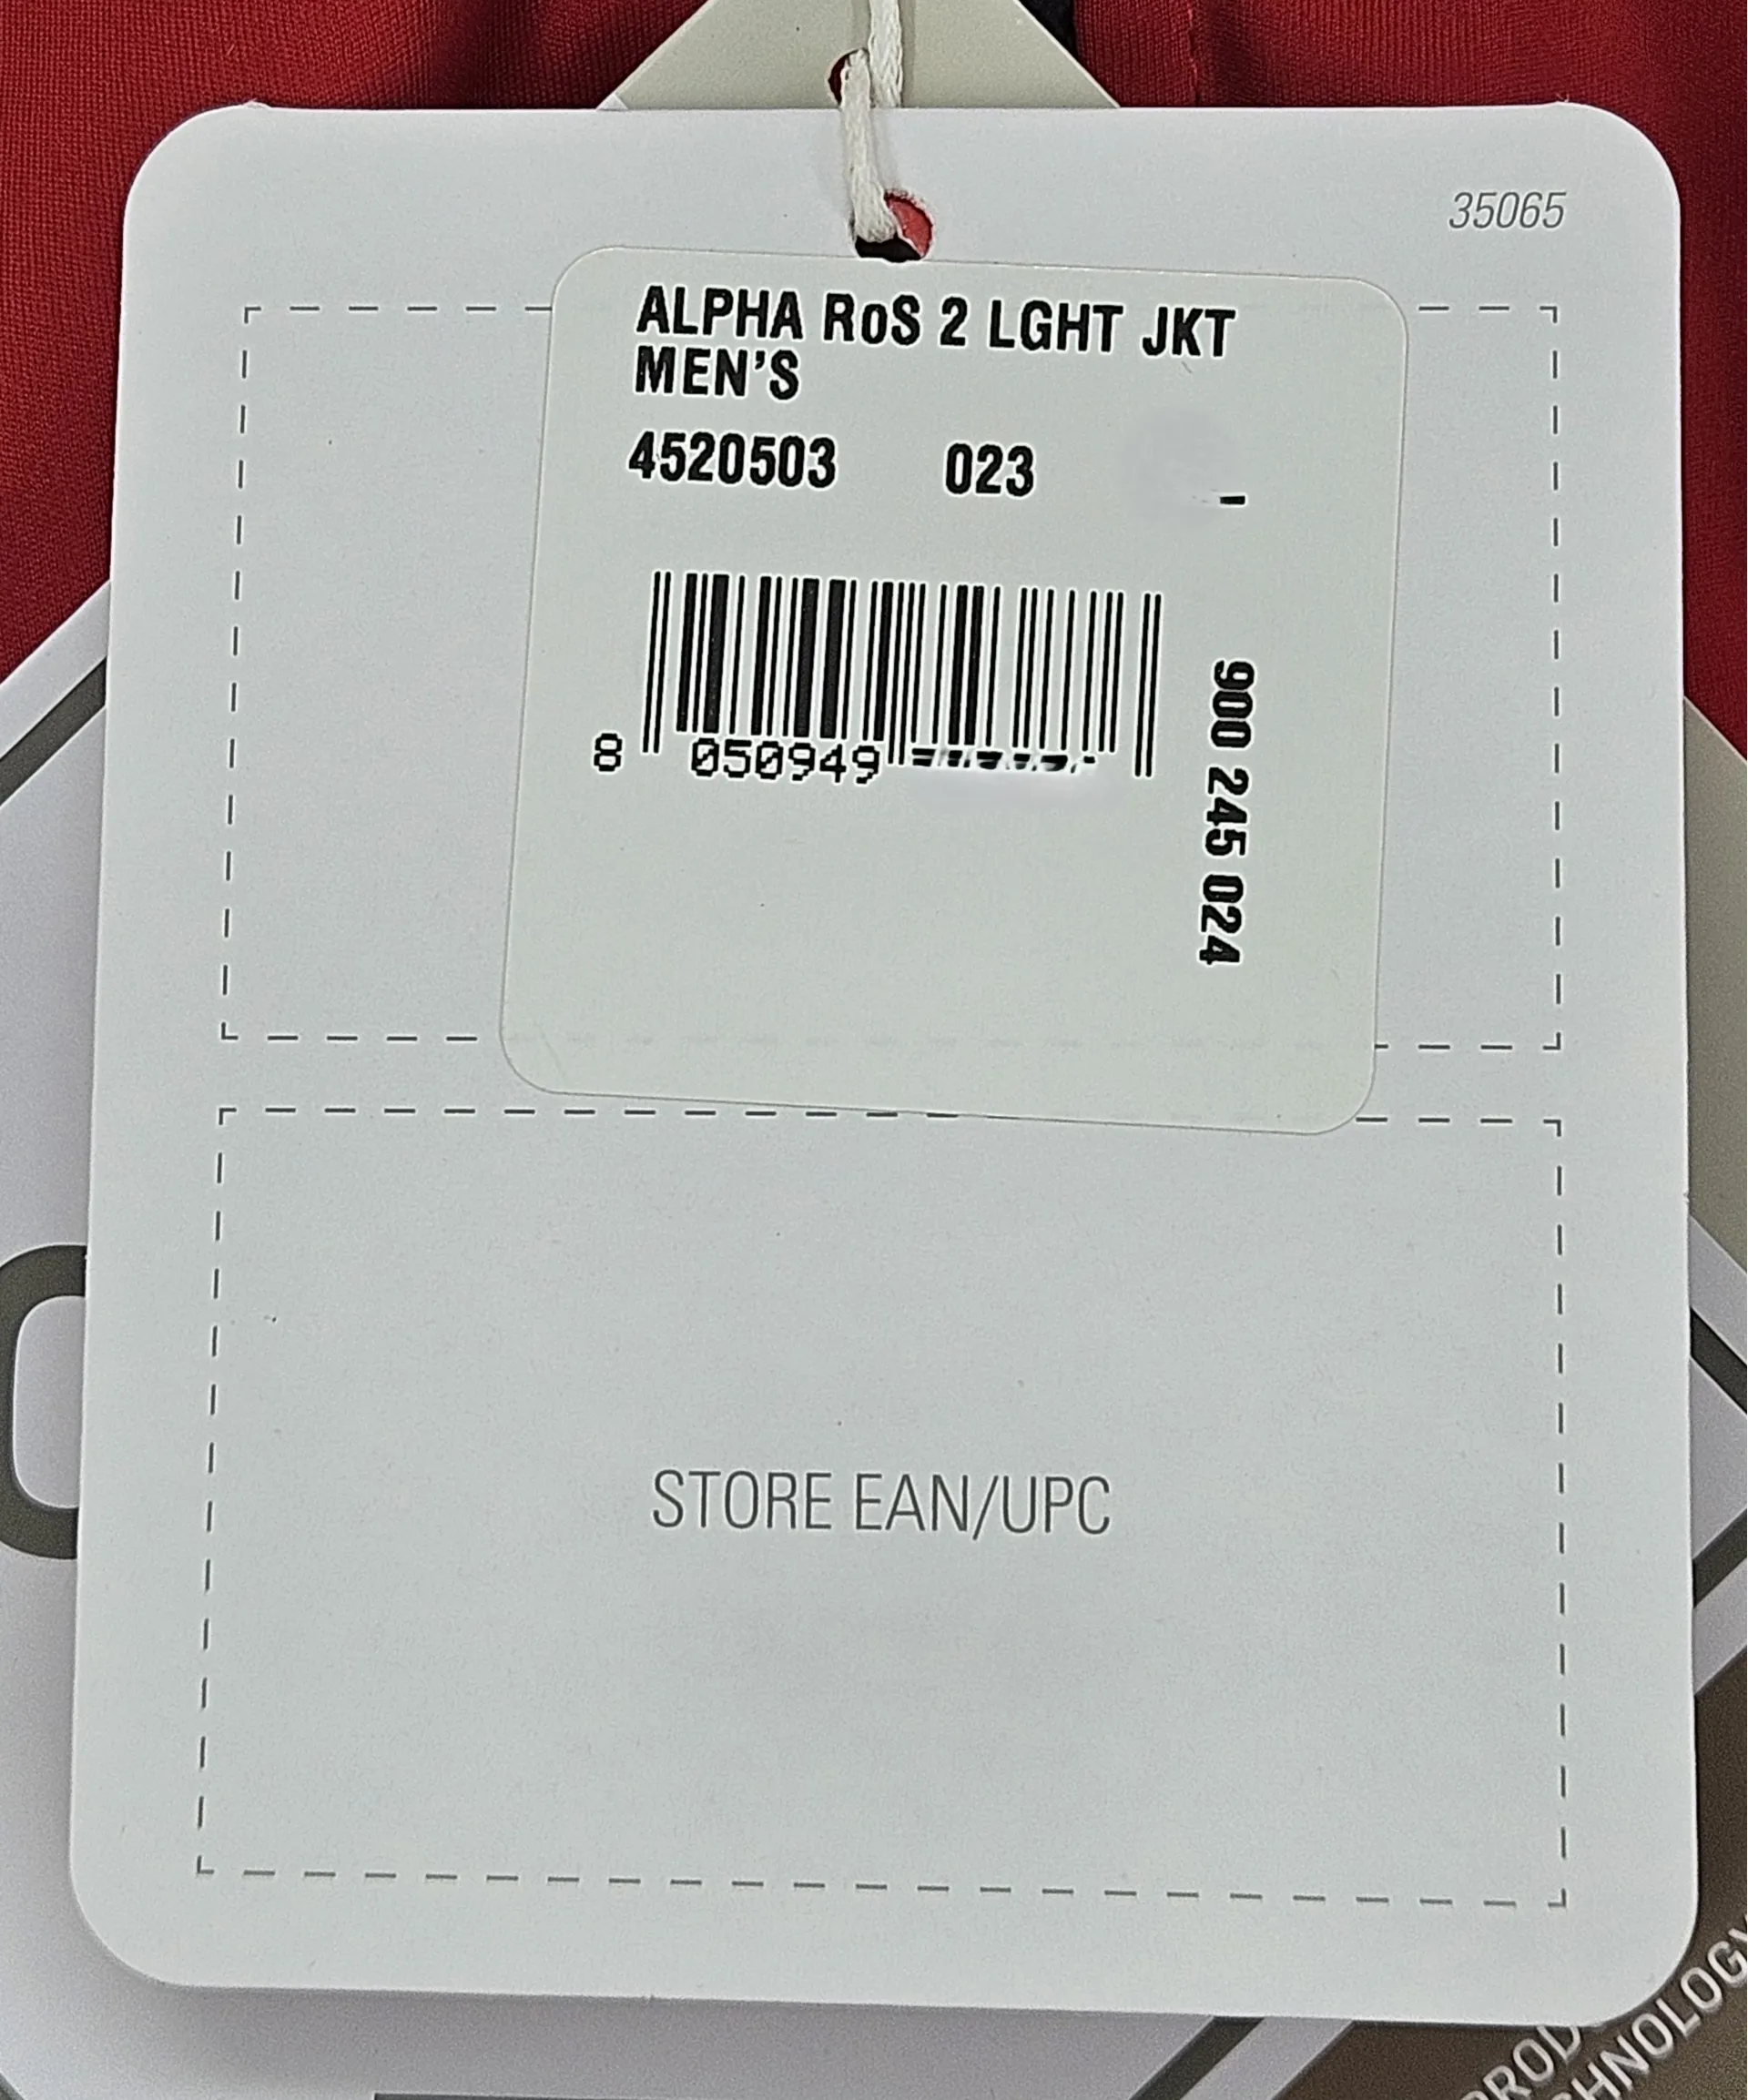 35065
ALPHA RoS 2 LGHT JKT
MEN'S
4520503 023
8 050949
900 245 024
STORE EAN/UPC